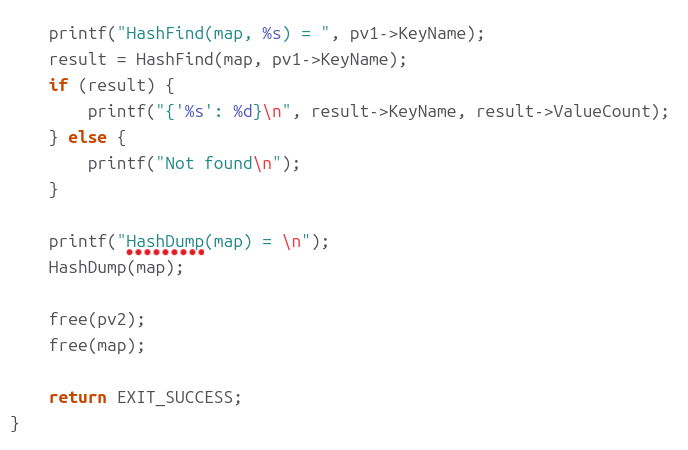 printf("HashFind(map, %s) = ", pv1->KeyName);
    result = HashFind(map, pv1->KeyName);
    if (result) {
        printf("{'%s': %d}\n", result->KeyName, result->ValueCount);
    } else {
        printf("Not found\n");
    }

    printf("HashDump(map) = \n");
    HashDump(map);

    free(pv2);
    free(map);

    return EXIT_SUCCESS;
}